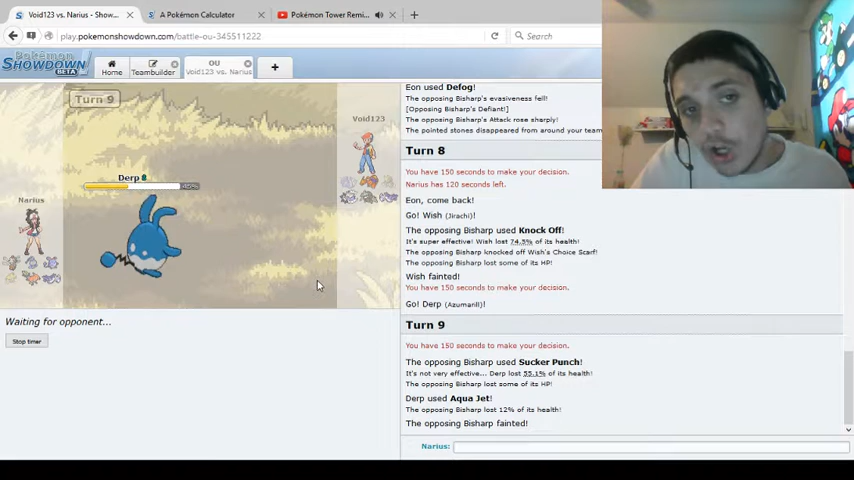 Void123 vs. Narius - Show...
A Pokémon Calculator
Pokémon Tower Remi...
play.pokemonshowdown.com/battle-ou-345511222
Search
Pokémon
Showdown
BETA
Home
Teambuilder
OU
Void123 vs. Narius
Turn 9
Void123
Derp
45%
Narius
Waiting for opponent...
Stop timer
Eon used Defog!
The opposing Bisharp's evasiveness fell!
[Opposing Bisharp's Defiant!]
The opposing Bisharp's Attack rose sharply!
The pointed stones disappeared from around your team
Turn 8
You have 150 seconds to make your decision.
Narius has 120 seconds left.
Eon, come back!
Go! Wish (Jirachi)!
The opposing Bisharp used Knock Off!
It's super effective! Wish lost 74.5% of its health!
The opposing Bisharp knocked off Wish's Choice Scarf!
The opposing Bisharp lost some of its HP!
Wish fainted!
You have 150 seconds to make your decision.
Go! Derp (Azumarill)!
Turn 9
You have 150 seconds to make your decision.
The opposing Bisharp used Sucker Punch!
It's not very effective... Derp lost 55.1% of its health!
The opposing Bisharp lost some of its HP!
Derp used Aqua Jet!
The opposing Bisharp lost 12% of its health!
The opposing Bisharp fainted!
Narius: